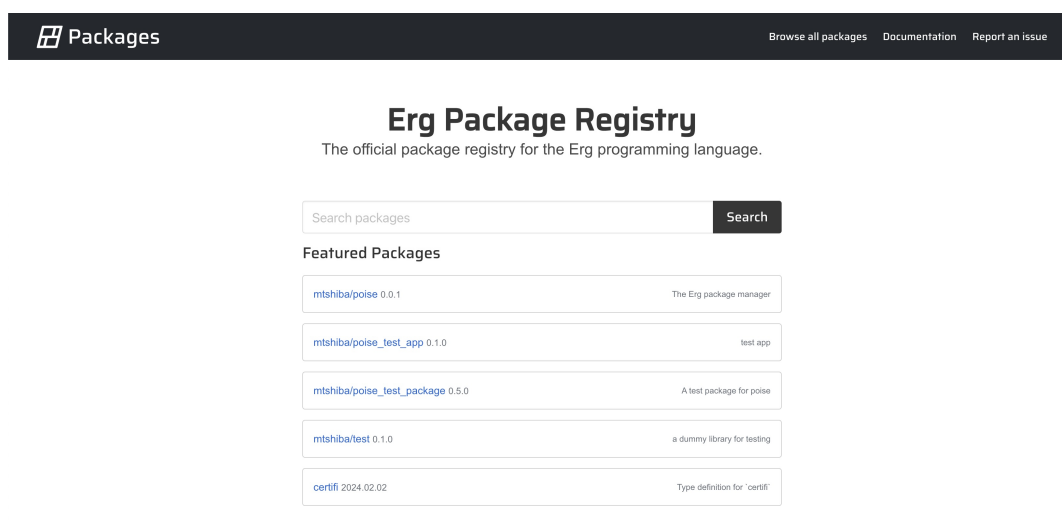 Packages
Browse all packages Documentation Report an issue
Erg Package Registry
The official package registry for the Erg programming language.
Search packages Search
Featured Packages
mtshiba/poise 0.0.1 The Erg package manager
mtshiba/poise_test_app 0.1.0 test app
mtshiba/poise_test_package 0.5.0 A test package for poise
mtshiba/test 0.1.0 a dummy library for testing
certifi 2024.02.02 Type definition for `certifi`